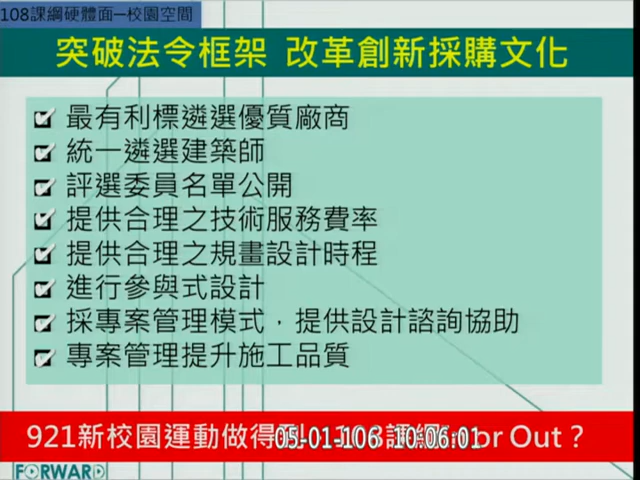 108課綱硬體面─校園空間
突破法令框架 改革創新採購文化
最有利標遴選優質廠商
統一遴選建築師
評選委員名單公開
提供合理之技術服務費率
提供合理之規畫設計時程
進行參與式設計
採專案管理模式，提供設計諮詢協助
專案管理提升施工品質
921新校園運動做得 or Out？
05-01-106 10:06:01
FORWARD